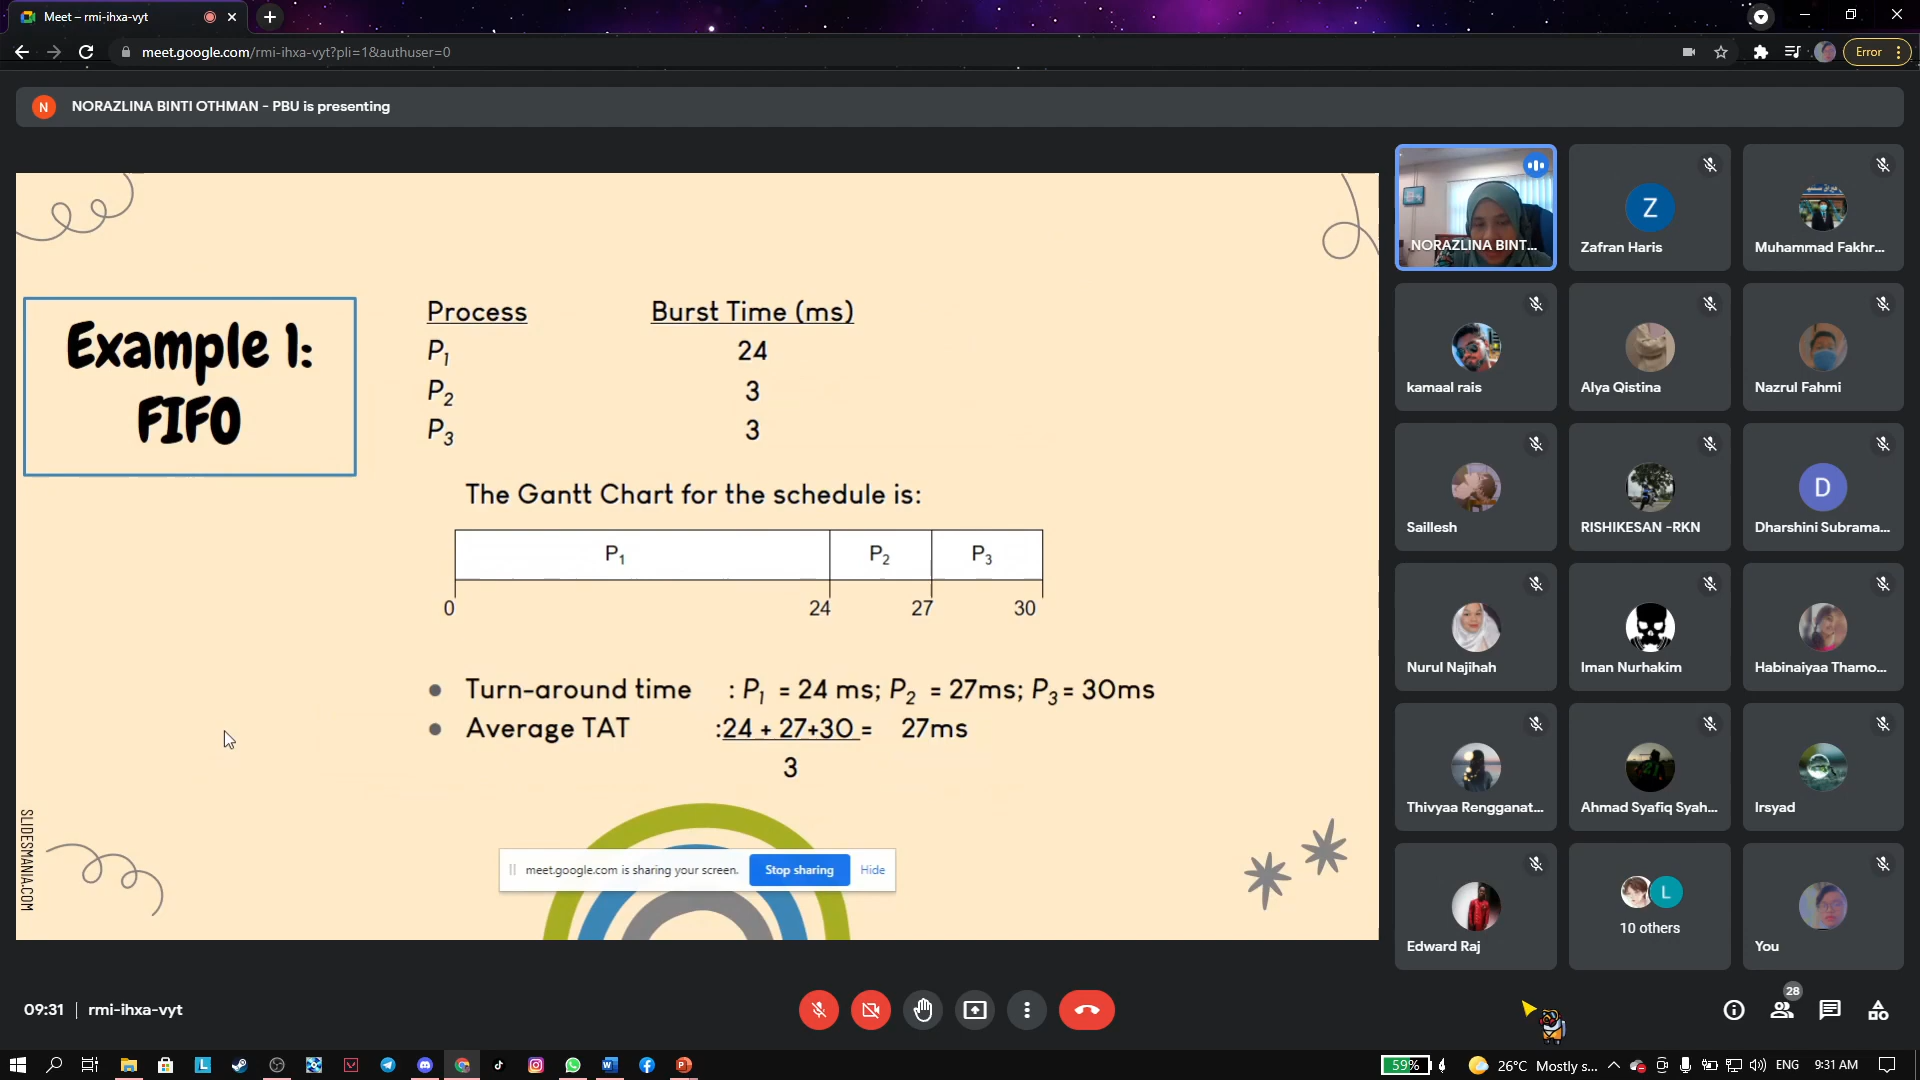 Meet – rmi-ihxa-vyt
meet.google.com/rmi-ihxa-vyt?pli=1&authuser=0
Error
N
NORAZLINA BINTI OTHMAN - PBU is presenting
Example 1:
FIFO
Process Burst Time (ms)
P1 24
P2 3
P3 3
The Gantt Chart for the schedule is:
P1 P2 P3
0 24 27 30
Turn-around time : P1 = 24 ms; P2 = 27ms; P3 = 30ms
Average TAT :24 + 27+30 = 27ms
3
SLIDESMANIA.COM
meet.google.com is sharing your screen. Stop sharing Hide
NORAZLINA BINT...
Z
Zafran Haris
Muhammad Fakhr...
kamaal rais
Alya Qistina
Nazrul Fahmi
Saillesh
RISHIKESAN -RKN
D
Dharshini Subrama...
Nurul Najihah
Iman Nurhakim
Habinaiyaa Thamo...
Thivyaa Rengganat...
Ahmad Syafiq Syah...
Irsyad
Edward Raj
L
10 others
You
09:31 | rmi-ihxa-vyt
28
59%
26°C Mostly s...
ENG
9:31 AM